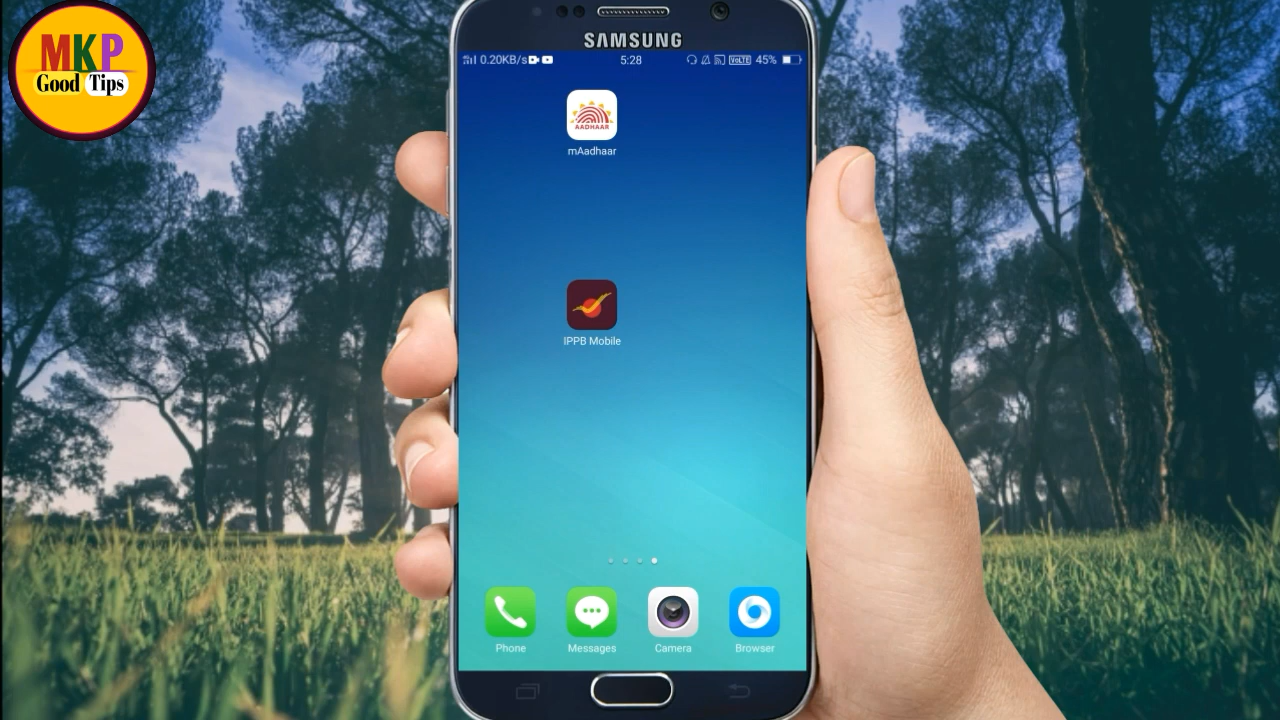 MKP
Good Tips
SAMSUNG
0.20KB/s 5:28 VoLTE 45%
AADHAAR
mAadhaar
IPPB Mobile
Phone Messages Camera Browser